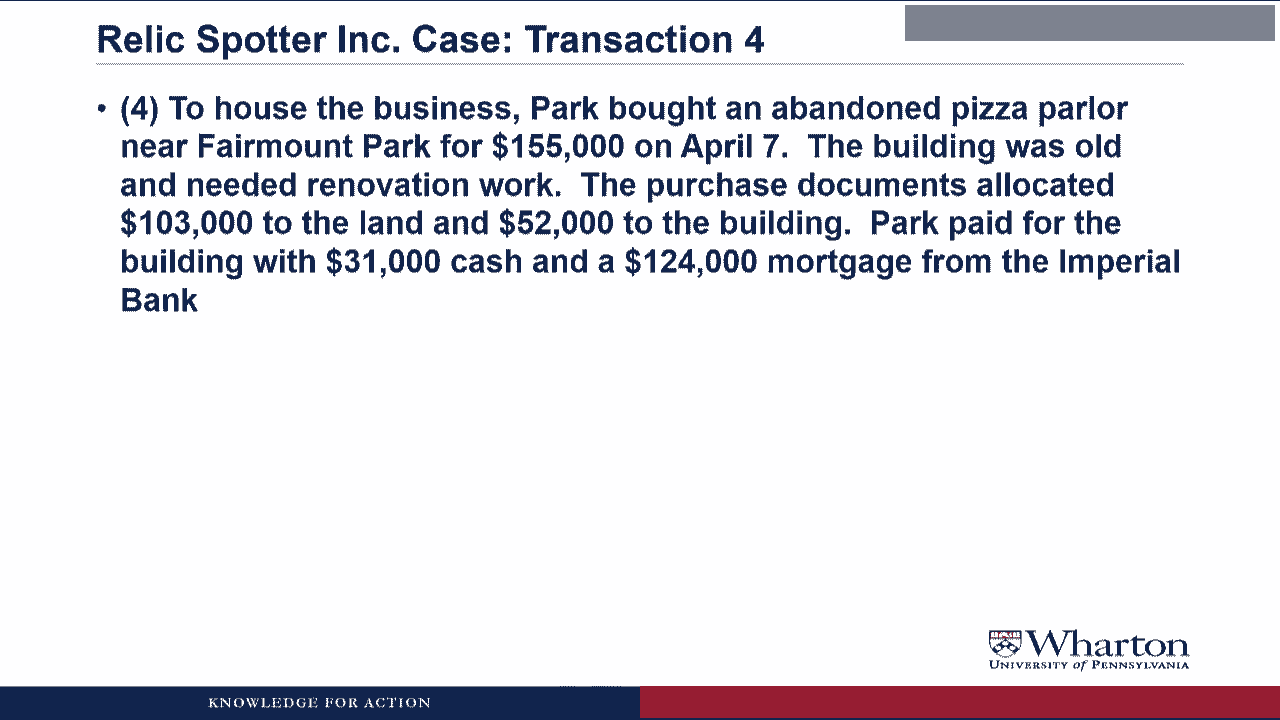 Relic Spotter Inc. Case: Transaction 4
• (4) To house the business, Park bought an abandoned pizza parlor
near Fairmount Park for $155,000 on April 7.  The building was old
and needed renovation work.  The purchase documents allocated
$103,000 to the land and $52,000 to the building.  Park paid for the
building with $31,000 cash and a $124,000 mortgage from the Imperial
Bank
Wharton
UNIVERSITY of PENNSYLVANIA
KNOWLEDGE FOR ACTION